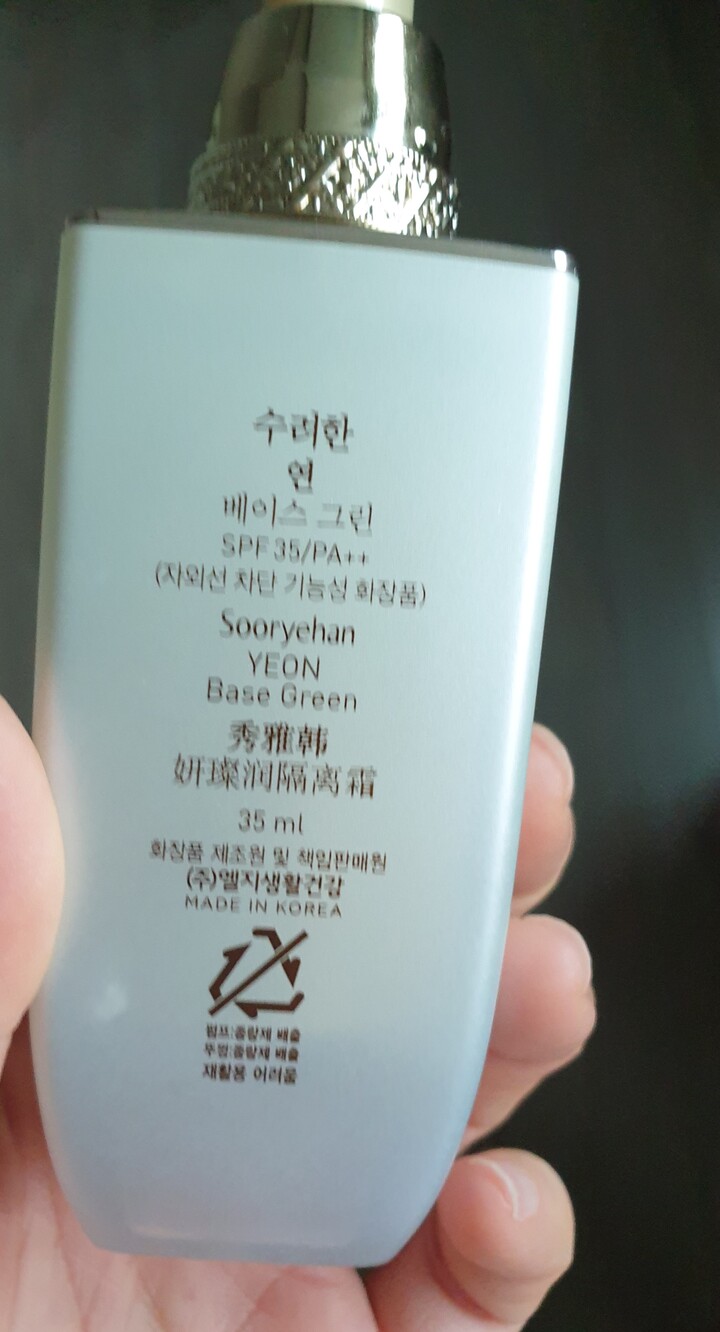 수려한
연
베이스 그린
SPF 35/PA++
(자외선 차단 기능성 화장품)
Sooryehan
YEON
Base Green
秀雅韩
妍璨润隔离霜
35 ml
화장품 제조원 및 책임판매원
(주)엘지생활건강
MADE IN KOREA
펌프:종량제 배출
뚜껑:종량제 배출
재활용 어려움